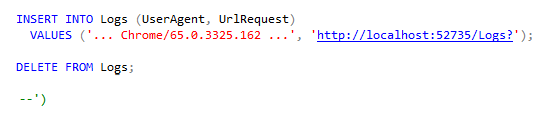 INSERT INTO Logs (UserAgent, UrlRequest)
VALUES ('... Chrome/65.0.3325.162 ...', 'http://localhost:52735/Logs?');
DELETE FROM Logs;
--')